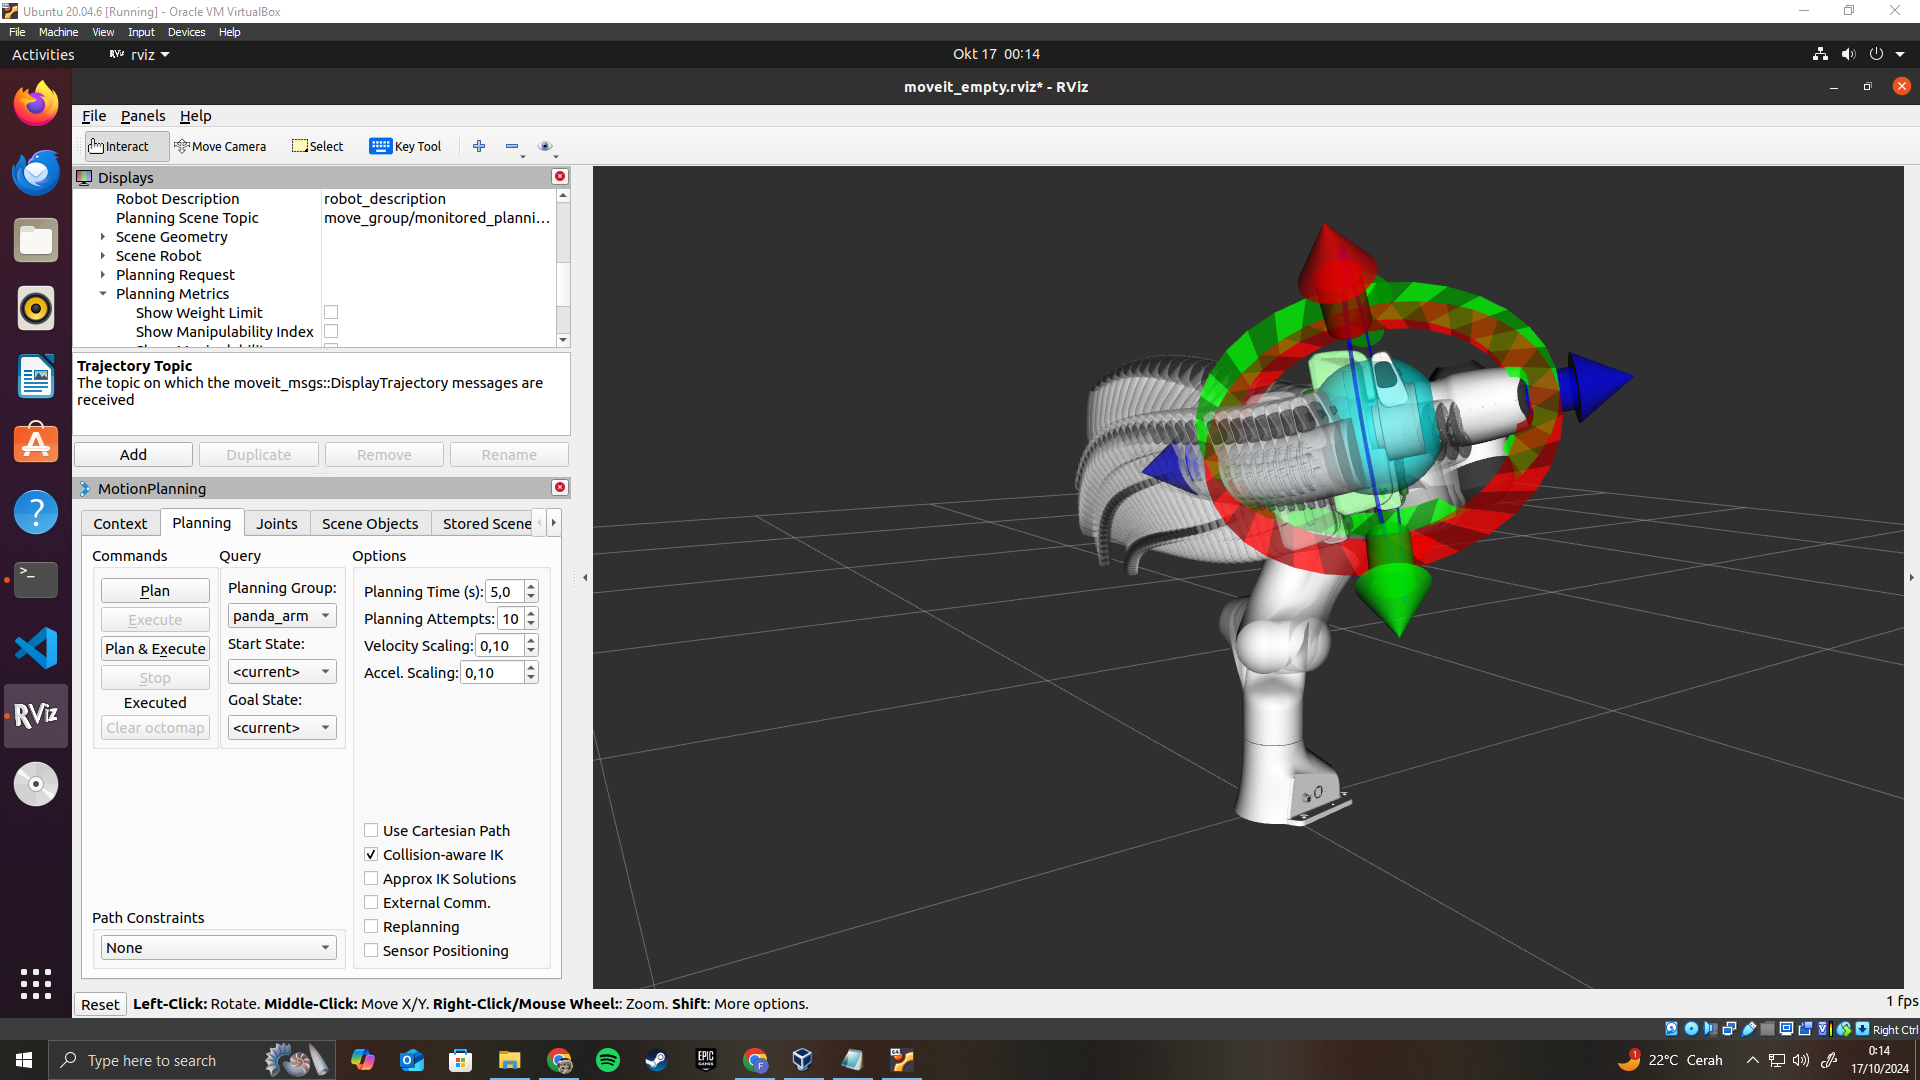 Ubuntu 20.04.6 [Running] - Oracle VM VirtualBox
File Machine View Input Devices Help
Activities
RViz rviz
Okt 17 00:14
moveit_empty.rviz* - RViz
File Panels Help
Interact Move Camera Select Key Tool
Displays
Robot Description robot_description
Planning Scene Topic move_group/monitored_planni...
Scene Geometry
Scene Robot
Planning Request
Planning Metrics
Show Weight Limit
Show Manipulability Index
Trajectory Topic
The topic on which the moveit_msgs::DisplayTrajectory messages are
received
Add Duplicate Remove Rename
MotionPlanning
Context Planning Joints Scene Objects Stored Scene
Commands Query Options
Plan
Execute
Plan & Execute
Stop
Executed
Clear octomap
Planning Group:
panda_arm
Start State:
<current>
Goal State:
<current>
Planning Time (s): 5,0
Planning Attempts: 10
Velocity Scaling: 0,10
Accel. Scaling: 0,10
Use Cartesian Path
Collision-aware IK
Approx IK Solutions
External Comm.
Replanning
Sensor Positioning
Path Constraints
None
RViz
Reset Left-Click: Rotate. Middle-Click: Move X/Y. Right-Click/Mouse Wheel:: Zoom. Shift: More options.
1 fps
Right Ctrl
Type here to search
EPIC
GAMES
1
22°C Cerah
0:14
17/10/2024